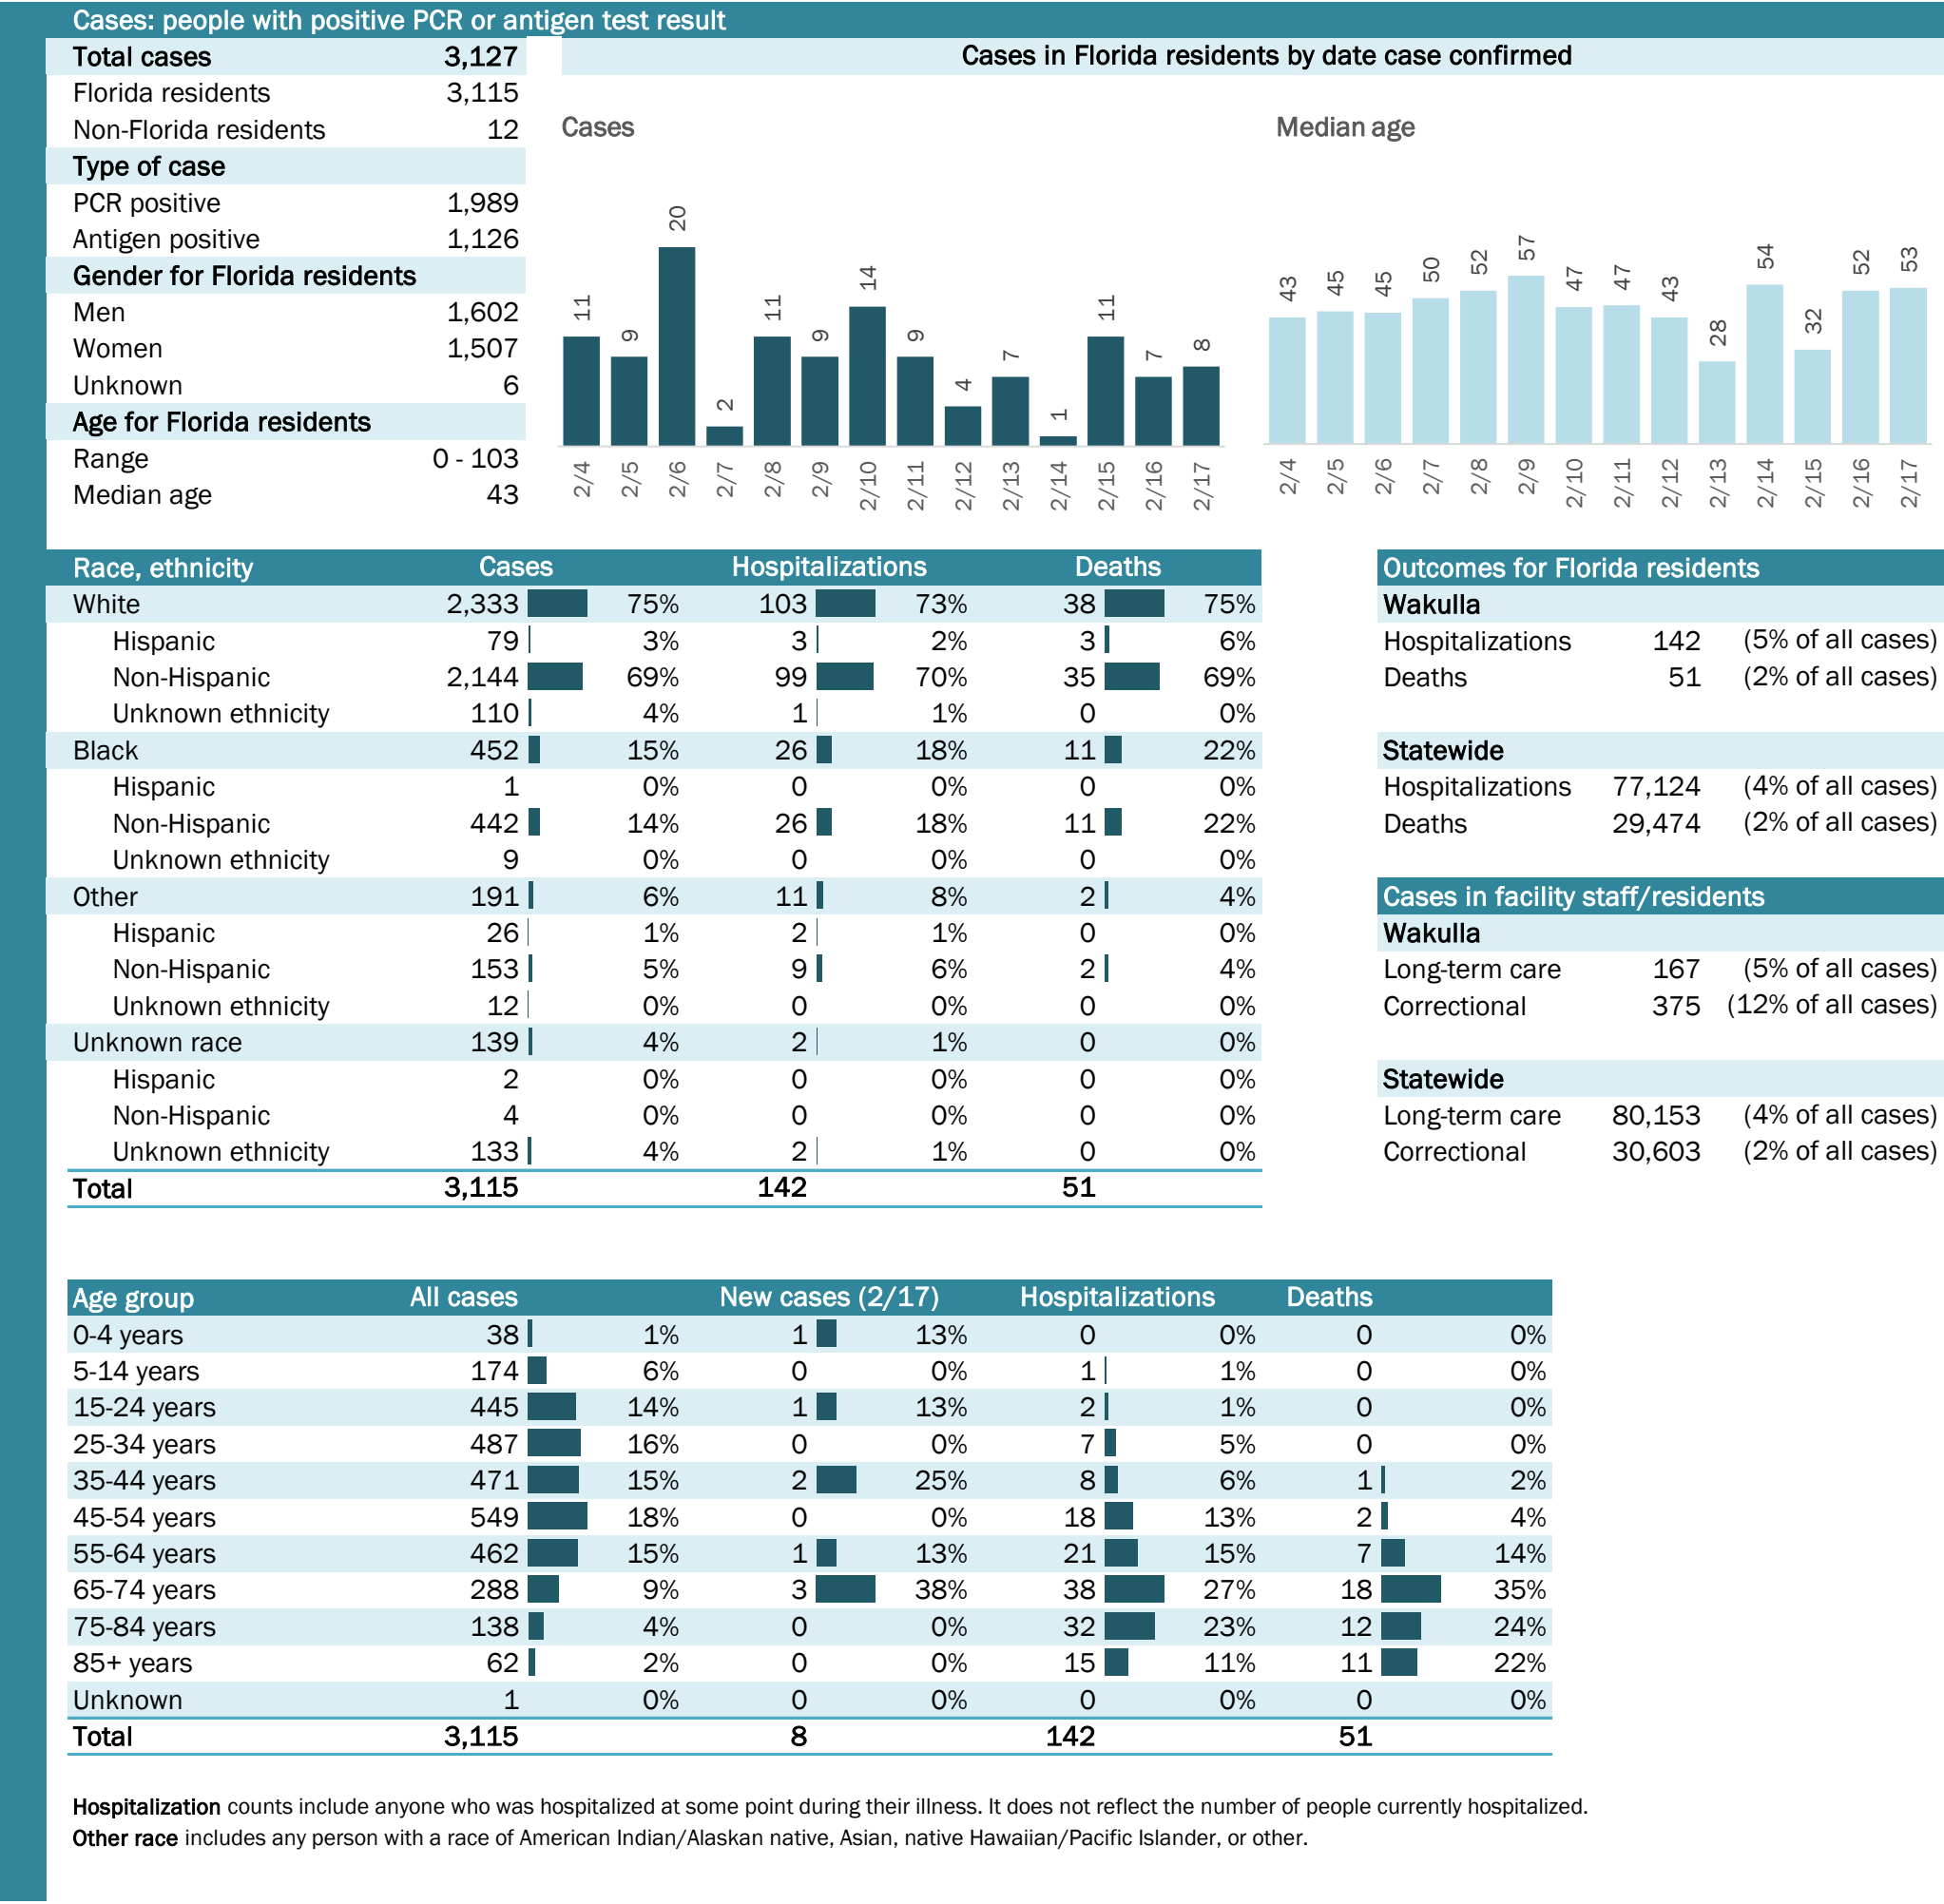 Cases: people with positive PCR or antigen test result
Total cases 3,127
Florida residents 3,115
Non-Florida residents 12
Type of case
PCR positive 1,989
Antigen positive 1,126
Gender for Florida residents
Men 1,602
Women 1,507
Unknown 6
Age for Florida residents
Range 0 - 103
Median age 43
Cases in Florida residents by date case confirmed
Cases
11 9 20 2 11 9 14 9 4 7 1 11 7 8
2/4 2/5 2/6 2/7 2/8 2/9 2/10 2/11 2/12 2/13 2/14 2/15 2/16 2/17
Median age
43 45 45 50 52 57 47 47 43 28 54 32 52 53
2/4 2/5 2/6 2/7 2/8 2/9 2/10 2/11 2/12 2/13 2/14 2/15 2/16 2/17
Race, ethnicity Cases Hospitalizations Deaths
White 2,333 75% 103 73% 38 75%
Hispanic 79 3% 3 2% 3 6%
Non-Hispanic 2,144 69% 99 70% 35 69%
Unknown ethnicity 110 4% 1 1% 0 0%
Black 452 15% 26 18% 11 22%
Hispanic 1 0% 0 0% 0 0%
Non-Hispanic 442 14% 26 18% 11 22%
Unknown ethnicity 9 0% 0 0% 0 0%
Other 191 6% 11 8% 2 4%
Hispanic 26 1% 2 1% 0 0%
Non-Hispanic 153 5% 9 6% 2 4%
Unknown ethnicity 12 0% 0 0% 0 0%
Unknown race 139 4% 2 1% 0 0%
Hispanic 2 0% 0 0% 0 0%
Non-Hispanic 4 0% 0 0% 0 0%
Unknown ethnicity 133 4% 2 1% 0 0%
Total 3,115 142 51
Outcomes for Florida residents
Wakulla
Hospitalizations 142 (5% of all cases)
Deaths 51 (2% of all cases)
Statewide
Hospitalizations 77,124 (4% of all cases)
Deaths 29,474 (2% of all cases)
Cases in facility staff/residents
Wakulla
Long-term care 167 (5% of all cases)
Correctional 375 (12% of all cases)
Statewide
Long-term care 80,153 (4% of all cases)
Correctional 30,603 (2% of all cases)
Age group All cases New cases (2/17) Hospitalizations Deaths
0-4 years 38 1% 1 13% 0 0% 0 0%
5-14 years 174 6% 0 0% 1 1% 0 0%
15-24 years 445 14% 1 13% 2 1% 0 0%
25-34 years 487 16% 0 0% 7 5% 0 0%
35-44 years 471 15% 2 25% 8 6% 1 2%
45-54 years 549 18% 0 0% 18 13% 2 4%
55-64 years 462 15% 1 13% 21 15% 7 14%
65-74 years 288 9% 3 38% 38 27% 18 35%
75-84 years 138 4% 0 0% 32 23% 12 24%
85+ years 62 2% 0 0% 15 11% 11 22%
Unknown 1 0% 0 0% 0 0% 0 0%
Total 3,115 8 142 51
Hospitalization counts include anyone who was hospitalized at some point during their illness. It does not reflect the number of people currently hospitalized.
Other race includes any person with a race of American Indian/Alaskan native, Asian, native Hawaiian/Pacific Islander, or other.